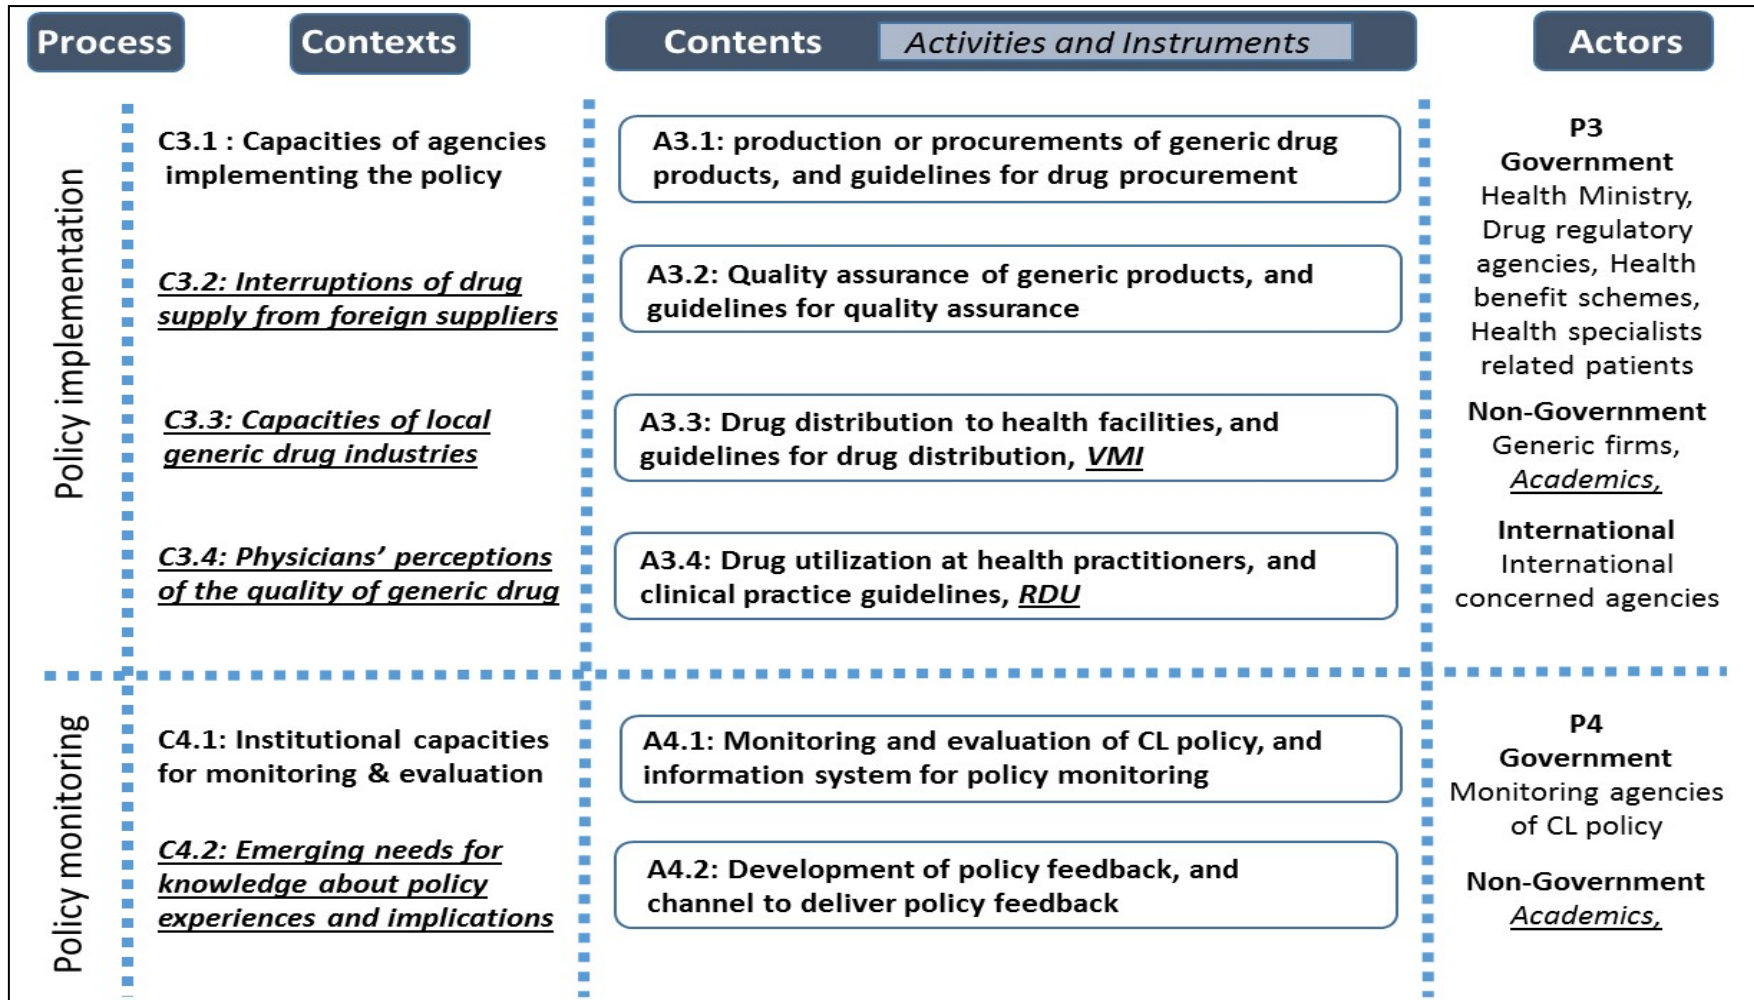 Process
Contexts
Contents
Activities and Instruments
Actors
Policy implementation
C3.1 : Capacities of agencies
implementing the policy
C3.2: Interruptions of drug
supply from foreign suppliers
C3.3: Capacities of local
generic drug industries
C3.4: Physicians’ perceptions
of the quality of generic drug
A3.1: production or procurements of generic drug
products, and guidelines for drug procurement
A3.2: Quality assurance of generic products, and
guidelines for quality assurance
A3.3: Drug distribution to health facilities, and
guidelines for drug distribution, VMI
A3.4: Drug utilization at health practitioners, and
clinical practice guidelines, RDU
P3
Government
Health Ministry,
Drug regulatory
agencies, Health
benefit schemes,
Health specialists
related patients
Non-Government
Generic firms,
Academics,
International
International
concerned agencies
Policy monitoring
C4.1: Institutional capacities
for monitoring & evaluation
C4.2: Emerging needs for
knowledge about policy
experiences and implications
A4.1: Monitoring and evaluation of CL policy, and
information system for policy monitoring
A4.2: Development of policy feedback, and
channel to deliver policy feedback
P4
Government
Monitoring agencies
of CL policy
Non-Government
Academics,